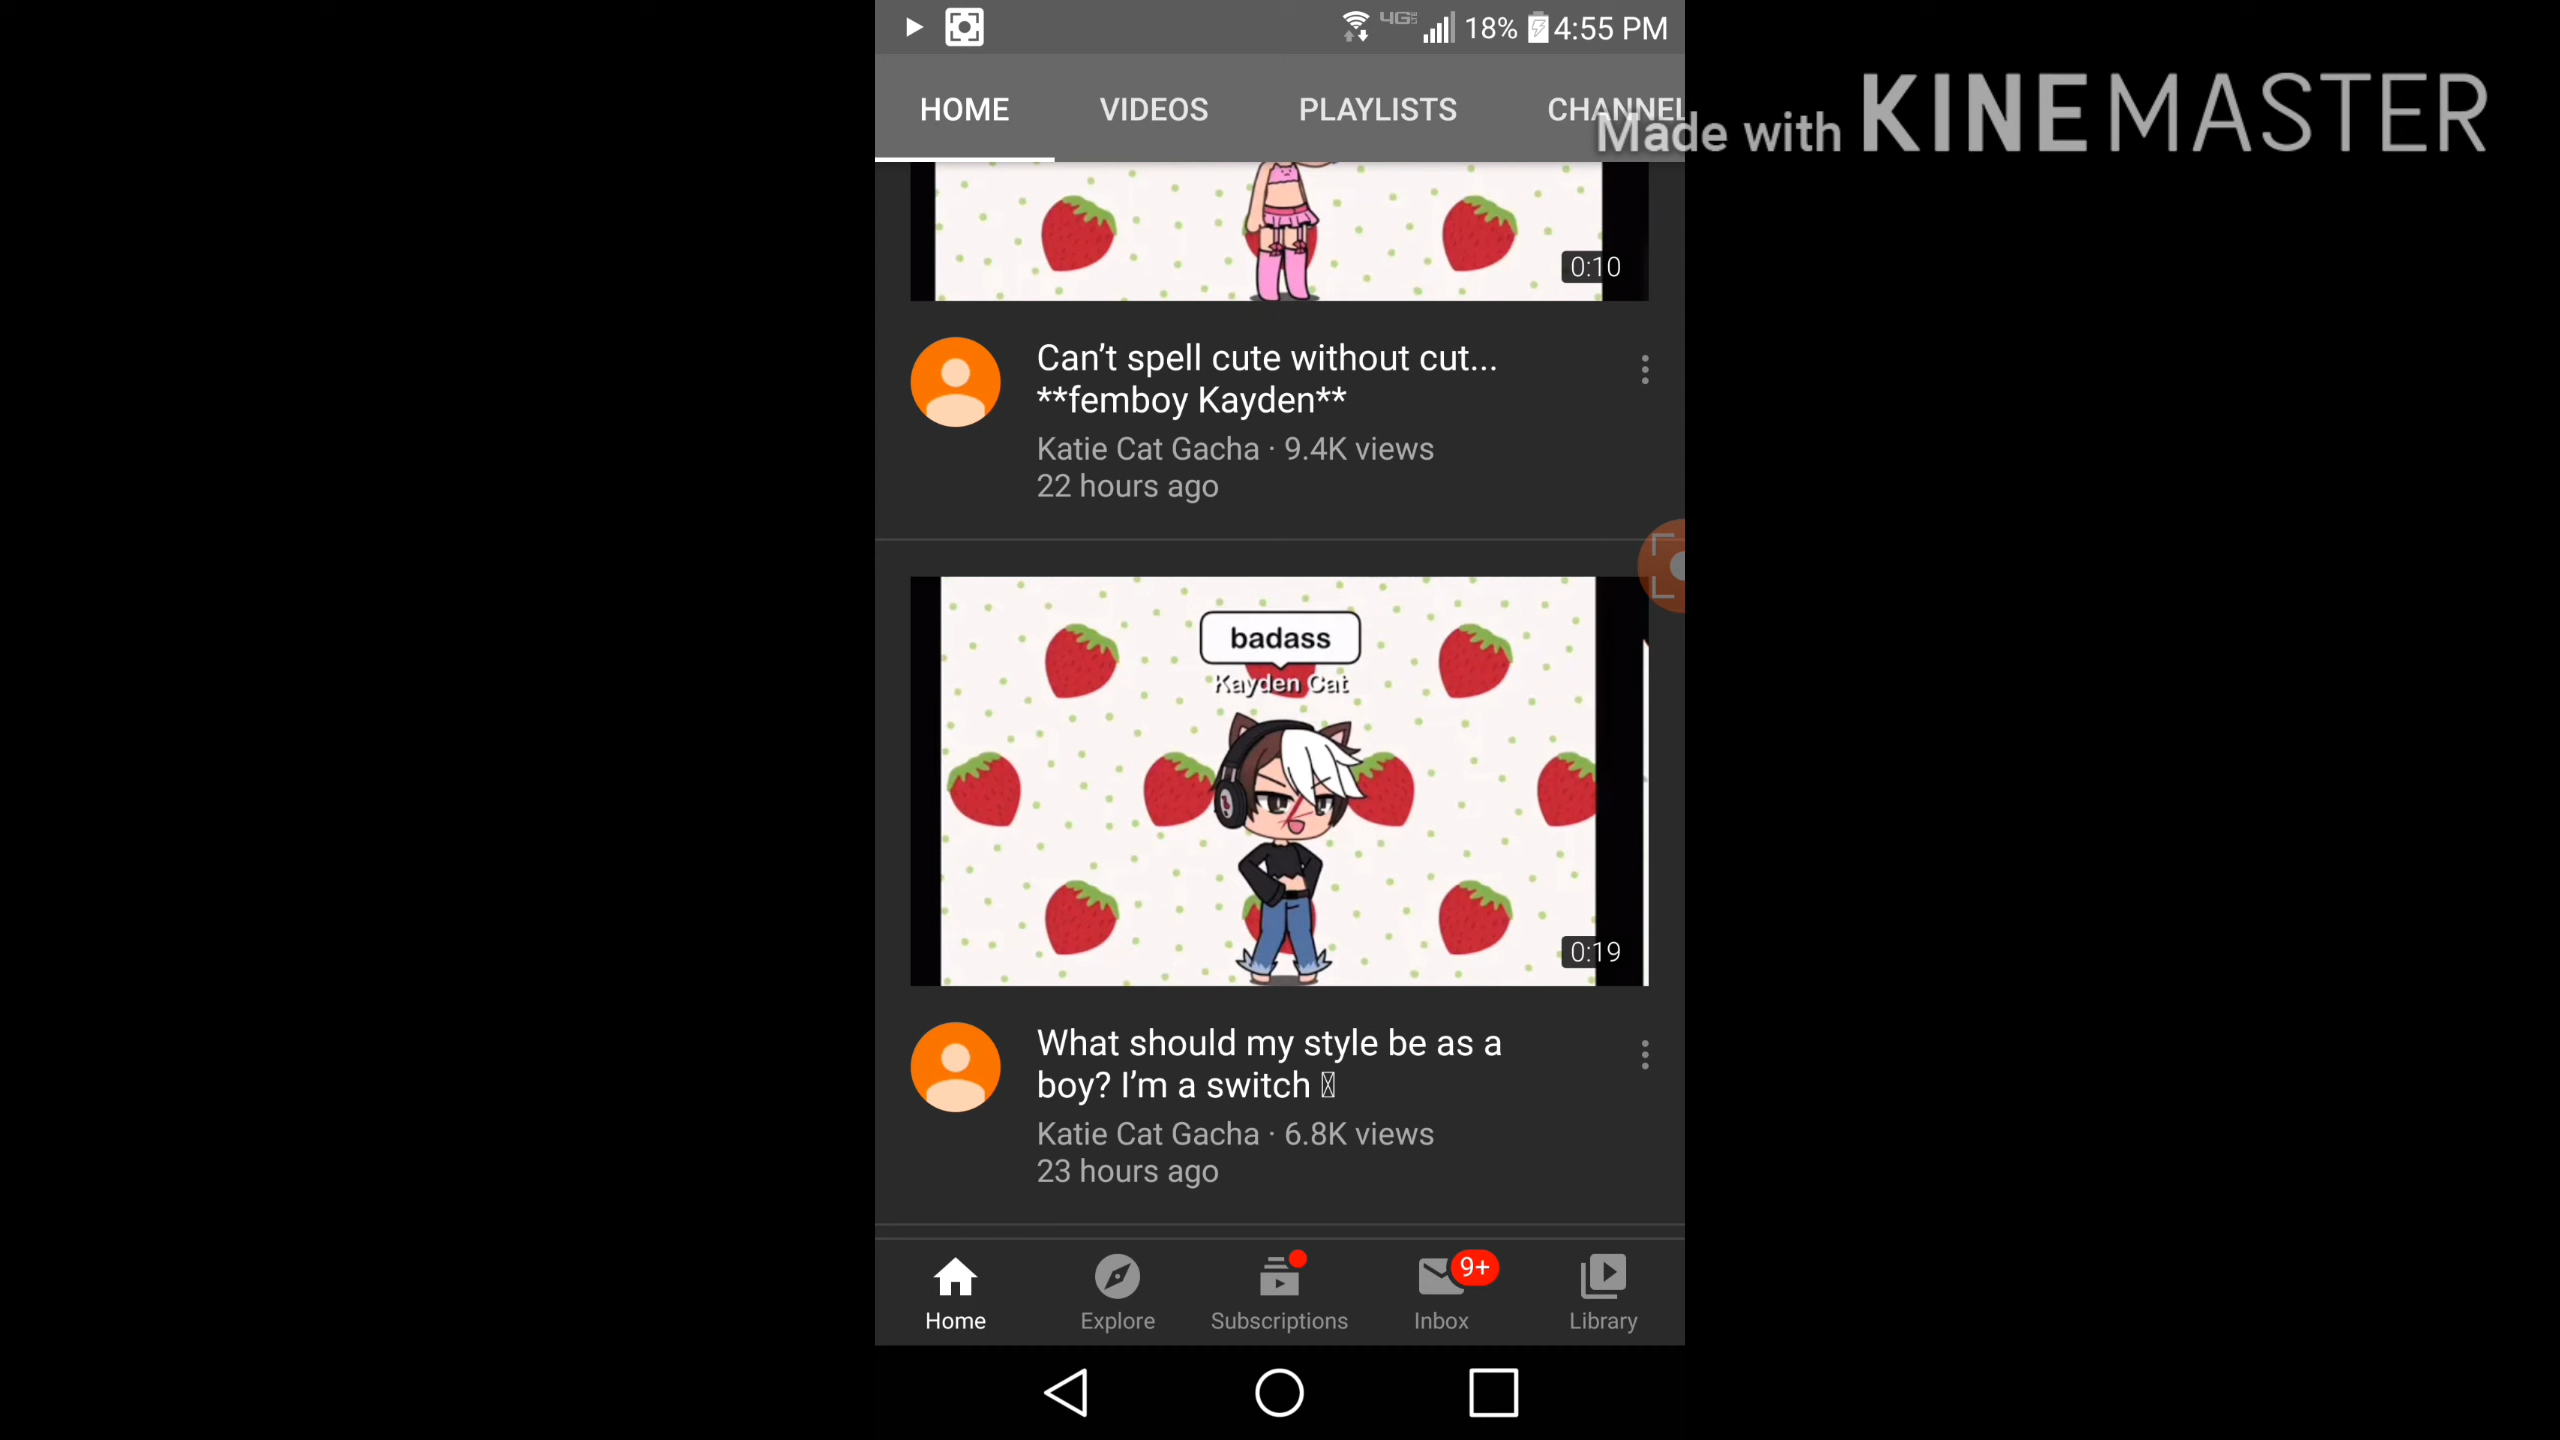 4G 18% 4:55 PM
HOME VIDEOS PLAYLISTS CHANNEL
Made with KINEMASTER
0:10
Can’t spell cute without cut...
**femboy Kayden**
Katie Cat Gacha · 9.4K views
22 hours ago
badass
Kayden Cat
0:19
What should my style be as a
boy? I’m a switch
Katie Cat Gacha · 6.8K views
23 hours ago
9+
Home Explore Subscriptions Inbox Library